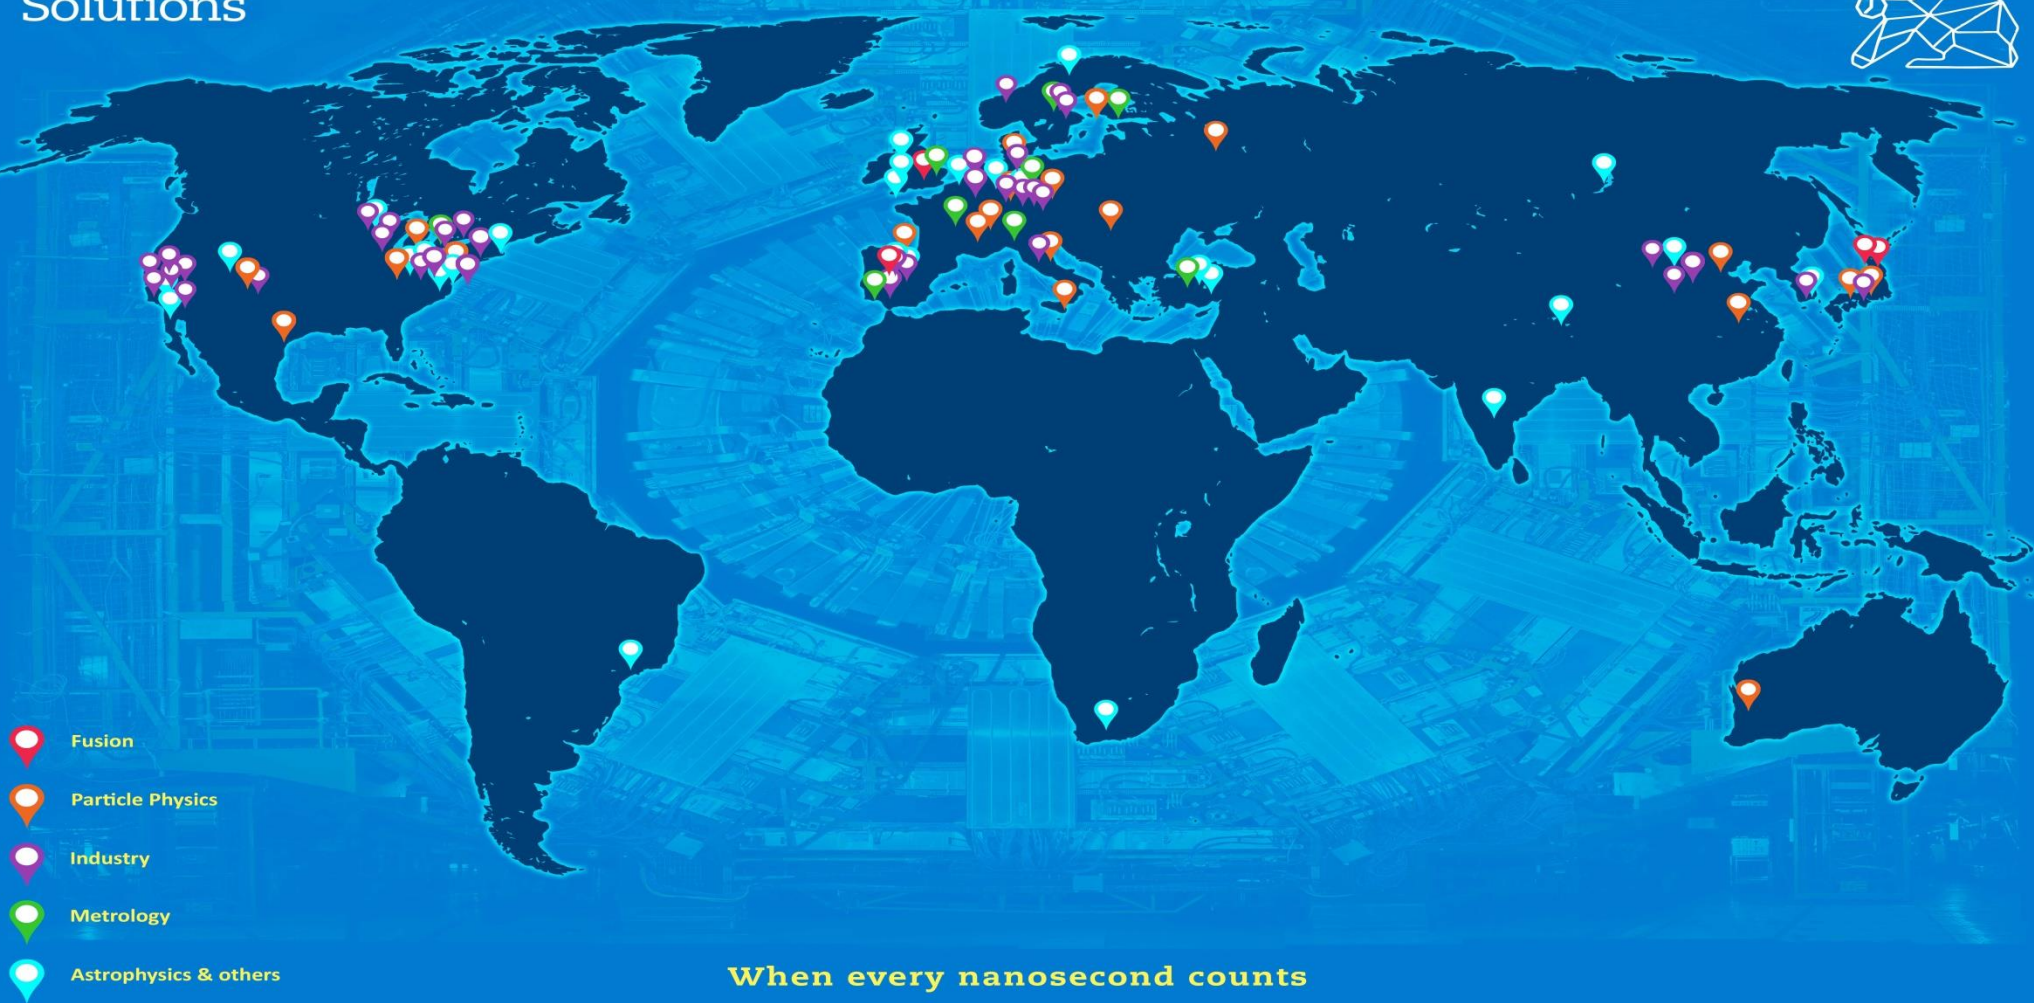 Solutions
Fusion
Particle Physics
Industry
Metrology
Astrophysics & others
When every nanosecond counts